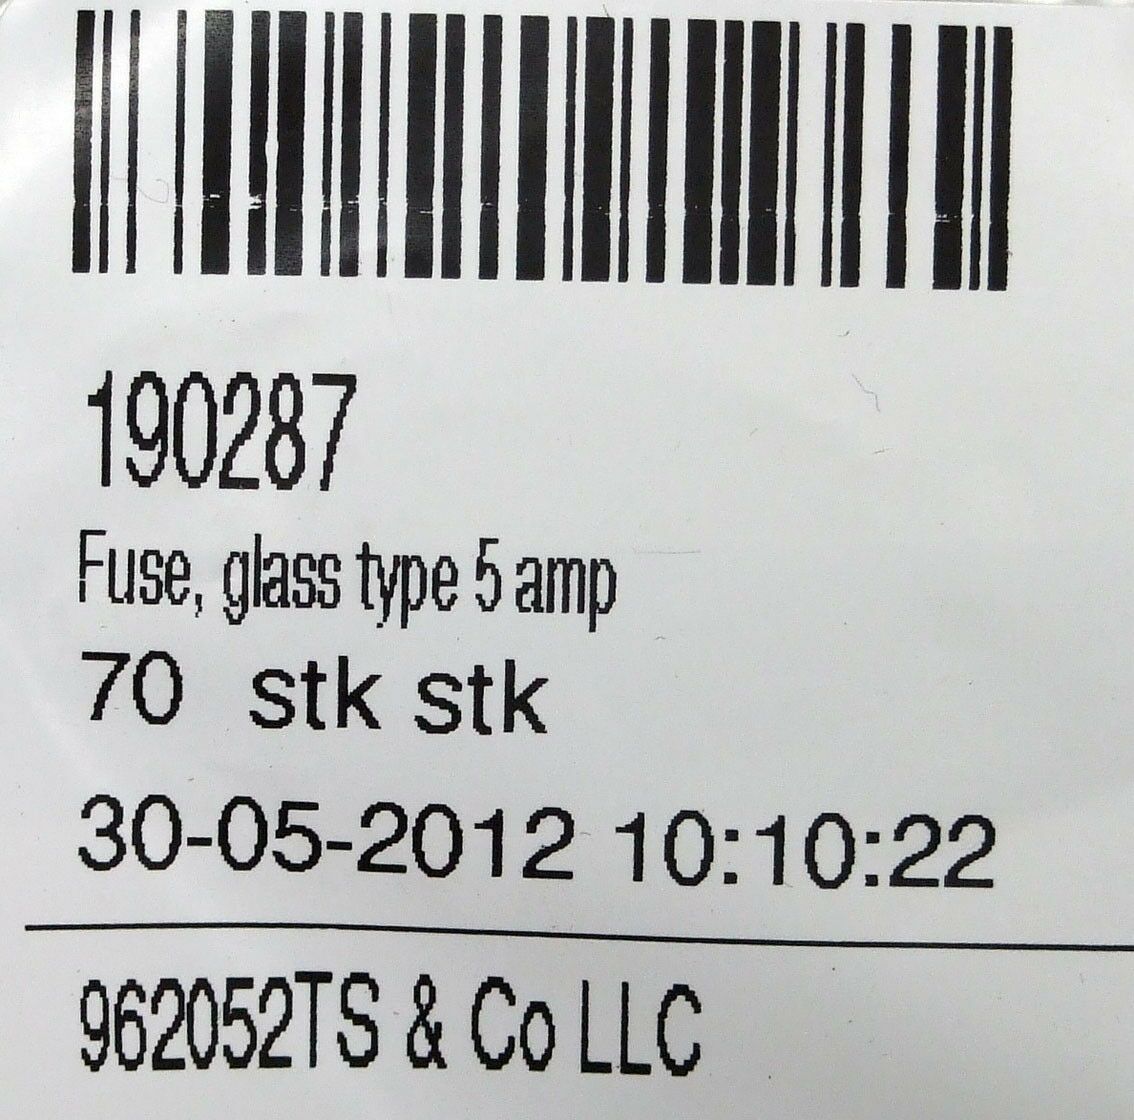 190287
Fuse, glass type 5 amp
70 stk stk
30-05-2012 10:10:22
962052TS & Co LLC